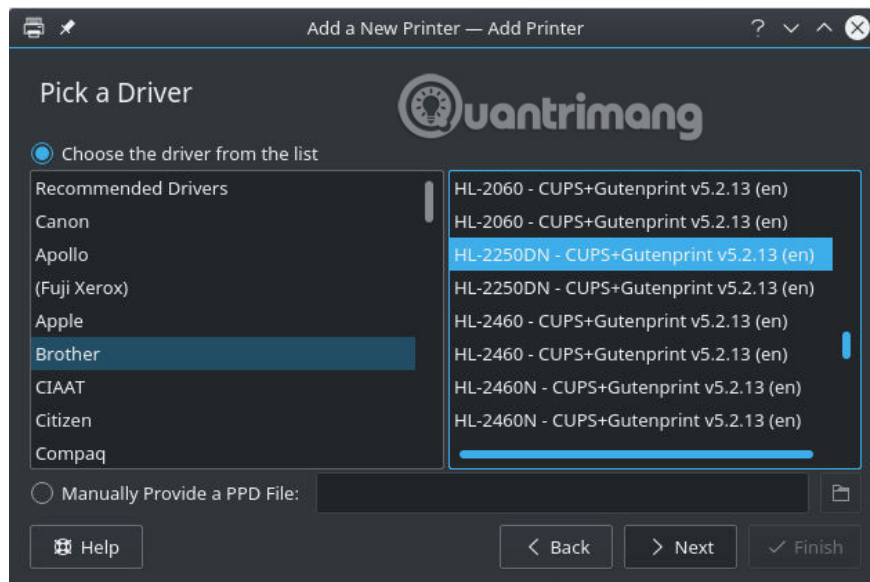 Add a New Printer — Add Printer
Pick a Driver
Quantrimang
Choose the driver from the list
Recommended Drivers
Canon
Apollo
(Fuji Xerox)
Apple
Brother
CIAAT
Citizen
Compaq
HL-2060 - CUPS+Gutenprint v5.2.13 (en)
HL-2060 - CUPS+Gutenprint v5.2.13 (en)
HL-2250DN - CUPS+Gutenprint v5.2.13 (en)
HL-2250DN - CUPS+Gutenprint v5.2.13 (en)
HL-2460 - CUPS+Gutenprint v5.2.13 (en)
HL-2460 - CUPS+Gutenprint v5.2.13 (en)
HL-2460N - CUPS+Gutenprint v5.2.13 (en)
HL-2460N - CUPS+Gutenprint v5.2.13 (en)
Manually Provide a PPD File:
Help
Back
Next
Finish